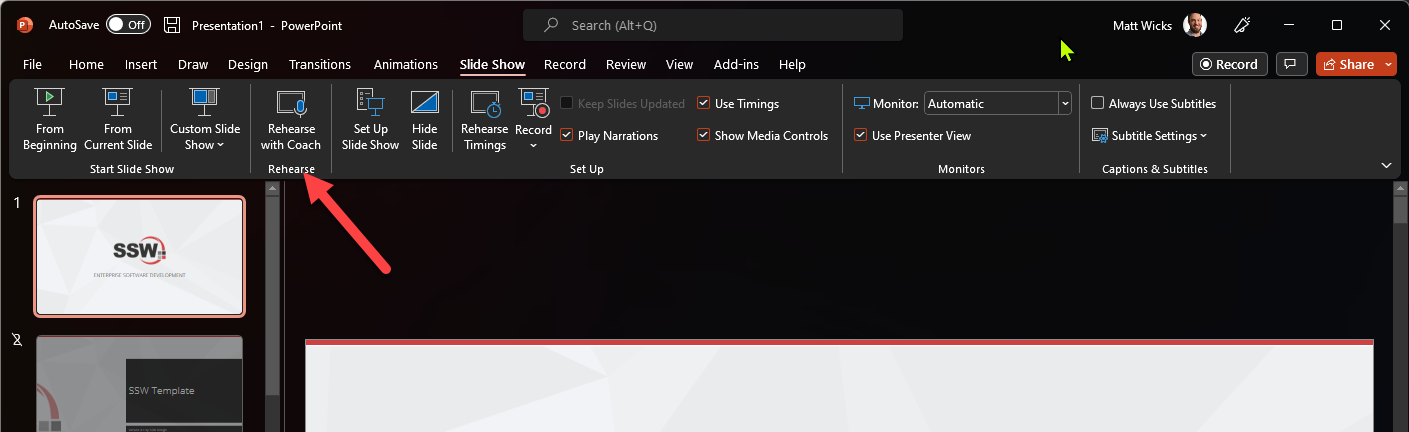 AutoSave Off Presentation1 - PowerPoint Search (Alt+Q) Matt Wicks
File Home Insert Draw Design Transitions Animations Slide Show Record Review View Add-ins Help Record Share
From Beginning
From Current Slide
Custom Slide Show
Start Slide Show
Rehearse with Coach
Rehearse
Set Up Slide Show
Hide Slide
Rehearse Timings
Record
Keep Slides Updated
Play Narrations
Use Timings
Show Media Controls
Set Up
Monitor: Automatic
Use Presenter View
Monitors
Always Use Subtitles
Subtitle Settings
Captions & Subtitles
1
SSW
ENTERPRISE SOFTWARE DEVELOPMENT
2
SSW Template